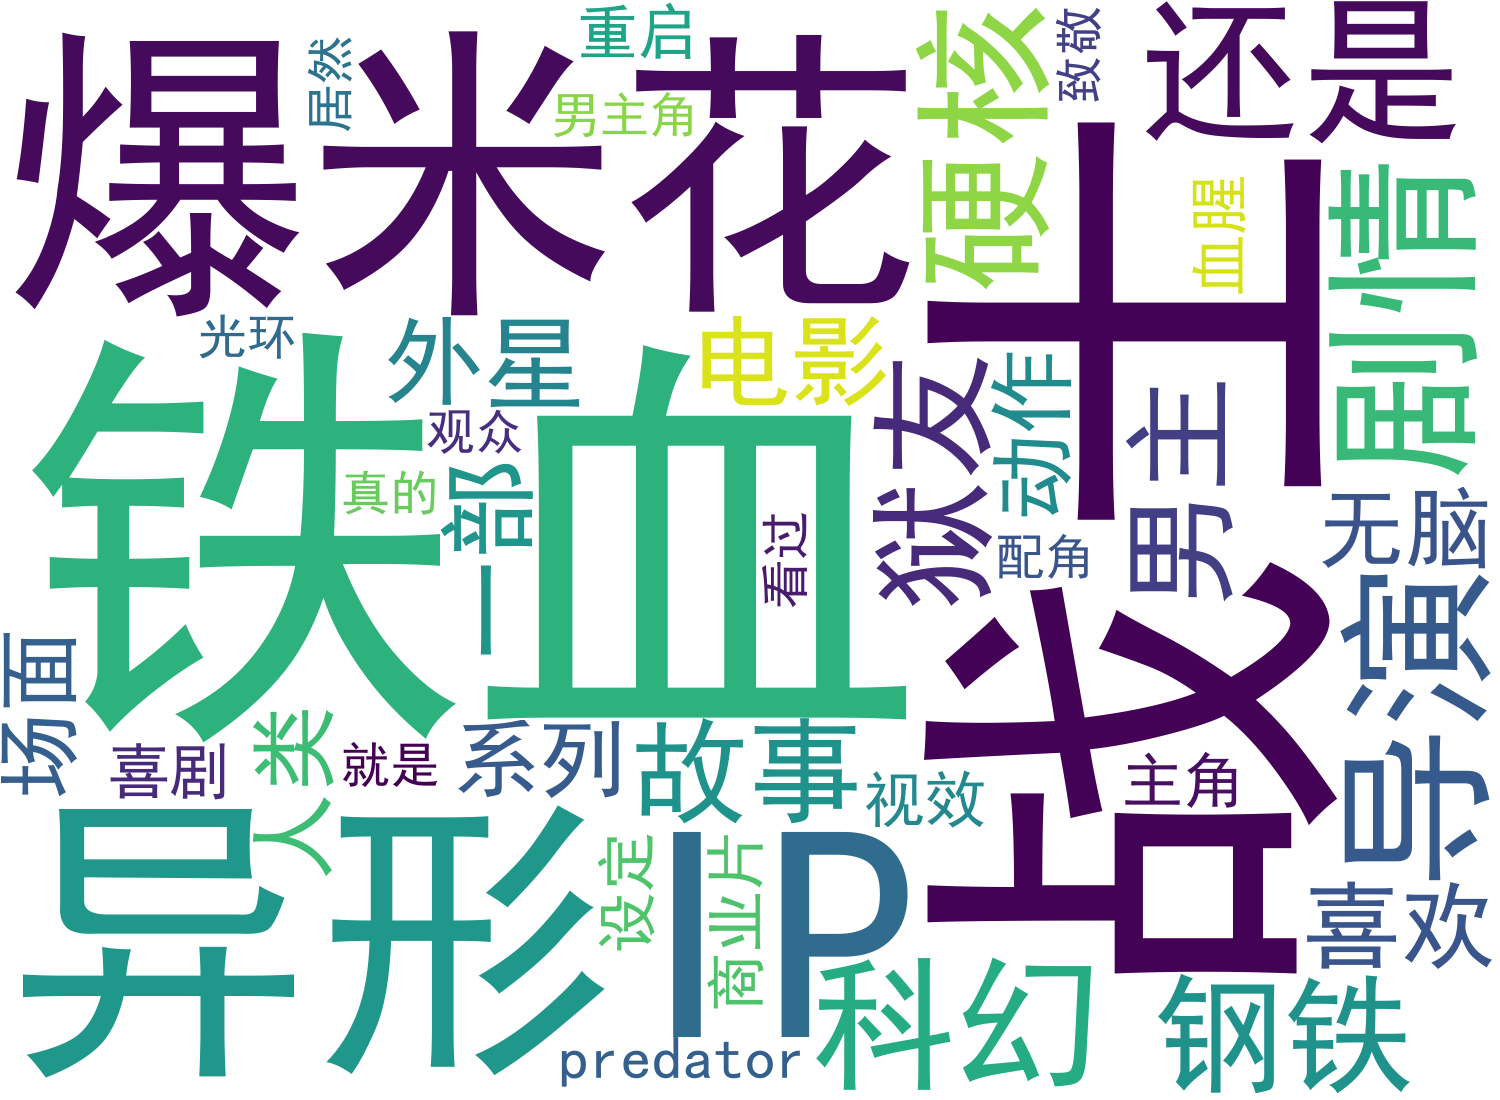 爆米花
居然
重启
男主角
硬核
致敬
还是
血腥
剧情
战士
铁血
光环
外星
电影
观众
真的
一部
看过
狱友
动作
配角
男主
无脑
导演
场面
喜剧
人类
就是
系列
故事
视效
主角
异形
IP
设定
商业片
科幻
predator
喜欢
钢铁